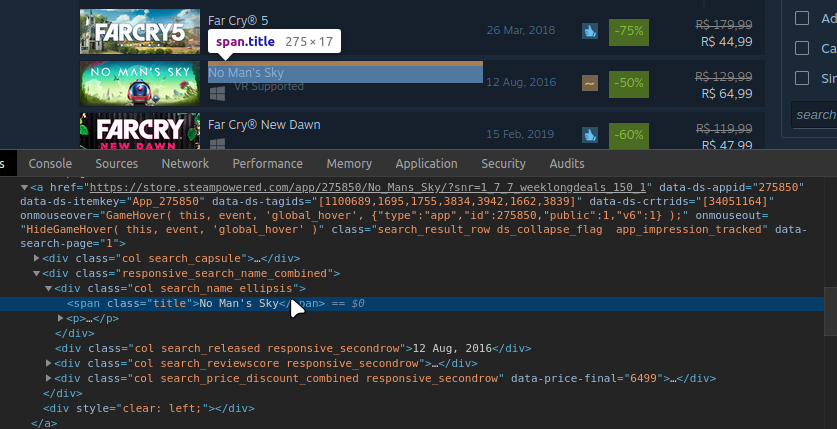 FARCRY5
Far Cry® 5
26 Mar, 2018
-75%
R$ 179,99
R$ 44,99
span.title 275 × 17
NO MAN'S SKY
No Man's Sky
VR Supported
12 Aug, 2016
-50%
R$ 129,99
R$ 64,99
FARCRY
NEW DAWN
Far Cry® New Dawn
15 Feb, 2019
-60%
R$ 119,99
R$ 47,99
Ad
Ca
Sin
search
s Console Sources Network Performance Memory Application Security Audits
<a href="https://store.steampowered.com/app/275850/No_Mans_Sky/?snr=1_7_7_weeklongdeals_150_1" data-ds-appid="275850"
data-ds-itemkey="App_275850" data-ds-tagids="[1100689,1695,1755,3834,3942,1662,3839]" data-ds-crtrids="[34051164]"
onmouseover="GameHover( this, event, 'global_hover', {"type":"app","id":275850,"public":1,"v6":1} );" onmouseout=
"HideGameHover( this, event, 'global_hover' )" class="search_result_row ds_collapse_flag  app_impression_tracked" data-
search-page="1">
<div class="col search_capsule">…</div>
<div class="responsive_search_name_combined">
<div class="col search_name ellipsis">
<span class="title">No Man's Sky</span> == $0
<p>…</p>
</div>
<div class="col search_released responsive_secondrow">12 Aug, 2016</div>
<div class="col search_reviewscore responsive_secondrow">…</div>
<div class="col search_price_discount_combined responsive_secondrow" data-price-final="6499">…</div>
</div>
<div style="clear: left;"></div>
</a>